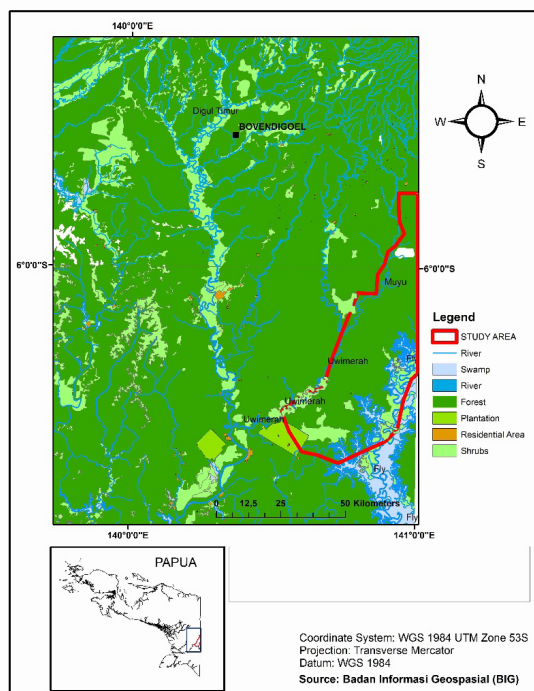 140°0'0"E
N
W E
S
Digul Timur
BOVENDIGOEL
6°0'0"S
6°0'0"S
Muyu
Legend
STUDY AREA
River
Swamp
River
Forest
Plantation
Residential Area
Shrubs
Uwimerah
Fly
Uwimerah
Uwimerah
Fly
0 12,5 25 50 Kilometers
Fly
140°0'0"E
141°0'0"E
PAPUA
Coordinate System: WGS 1984 UTM Zone 53S
Projection: Transverse Mercator
Datum: WGS 1984
Source: Badan Informasi Geospasial (BIG)